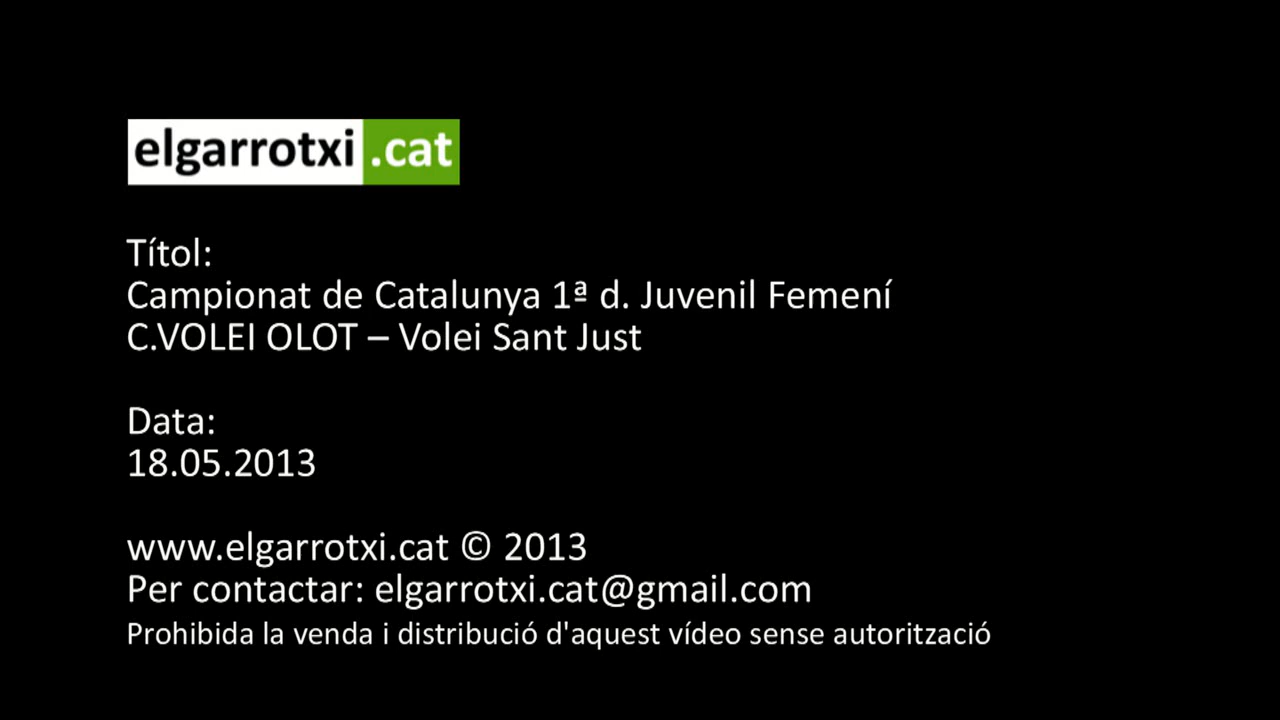 elgarrotxi.cat
Títol:
Campionat de Catalunya 1ª d. Juvenil Femení
C.VOLEI OLOT – Volei Sant Just
Data:
18.05.2013
www.elgarrotxi.cat © 2013
Per contactar: elgarrotxi.cat@gmail.com
Prohibida la venda i distribució d'aquest vídeo sense autorització